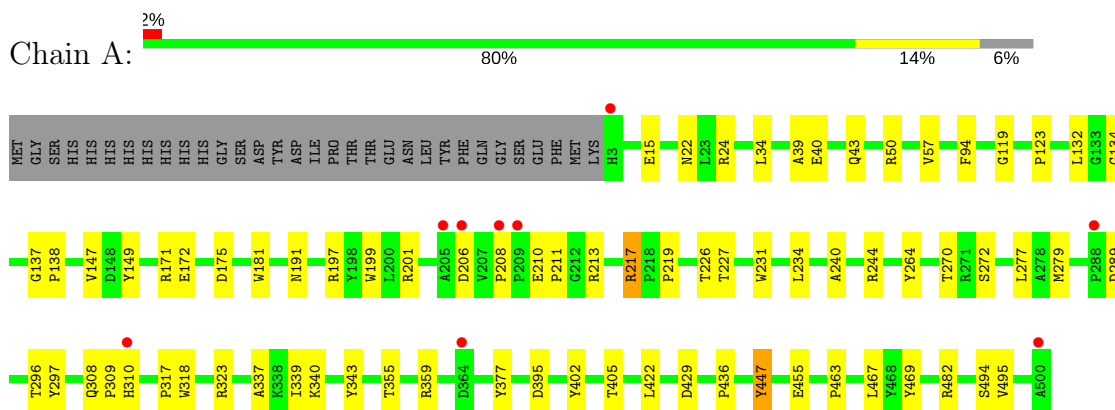 2%
Chain A:
80% 14% 6%
MET GLY SER HIS HIS HIS HIS HIS HIS HIS HIS HIS HIS GLY SER ASP TYR ASP ILE PRO THR THR GLU ASN LEU TYR PHE GLN GLY SER GLU PHE MET LYS H3 E15 N22 L23 R24 L34 A39 E40 Q43 R50 V57 F94 G119 P123 L132 G133 G134
G137 P138 V147 D148 Y149 R171 E172 D175 W181 N191 R197 Y198 W199 L200 R201 A205 D206 V207 P208 P209 E210 P211 G212 R213 R217 P218 P219 T226 T227 W231 L234 A240 R244 Y264 T270 R271 S272 L277 A278 M279 P288
T296 Y297 Q308 P309 H310 P317 W318 R323 A337 K338 I339 K340 Y343 T355 R359 D364 Y377 D395 Y402 T405 L422 D429 P436 Y447 E455 P463 L467 Y468 Y469 R482 S494 V495 A500